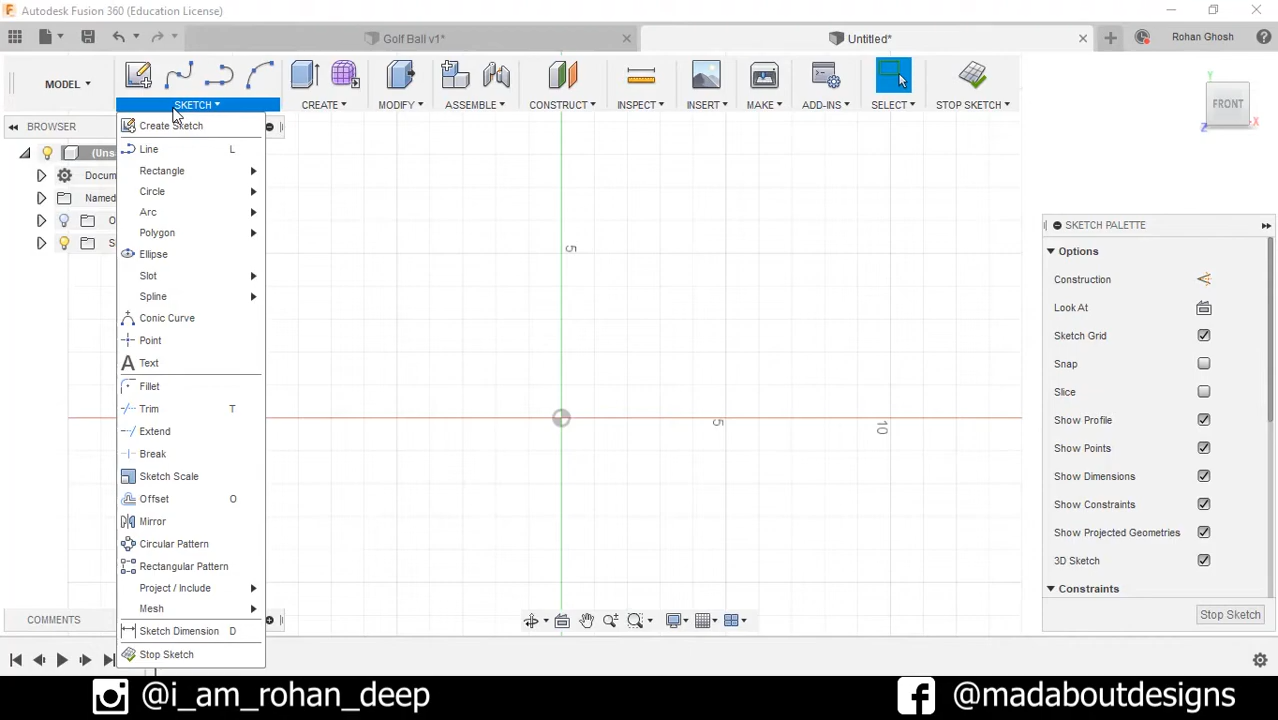 Autodesk Fusion 360 (Education License)
Golf Ball v1*
Untitled*
Rohan Ghosh
MODEL
SKETCH
CREATE
MODIFY
ASSEMBLE
CONSTRUCT
INSPECT
INSERT
MAKE
ADD-INS
SELECT
STOP SKETCH
BROWSER
(Uns
Docum
Named
O
S
Create Sketch
Line L
Rectangle
Circle
Arc
Polygon
Ellipse
Slot
Spline
Conic Curve
Point
Text
Fillet
Trim T
Extend
Break
Sketch Scale
Offset O
Mirror
Circular Pattern
Rectangular Pattern
Project / Include
Mesh
Sketch Dimension D
Stop Sketch
5
5
10
Y
FRONT
Z
X
SKETCH PALETTE
Options
Construction
Look At
Sketch Grid
Snap
Slice
Show Profile
Show Points
Show Dimensions
Show Constraints
Show Projected Geometries
3D Sketch
Constraints
Stop Sketch
COMMENTS
@i_am_rohan_deep
@madaboutdesigns